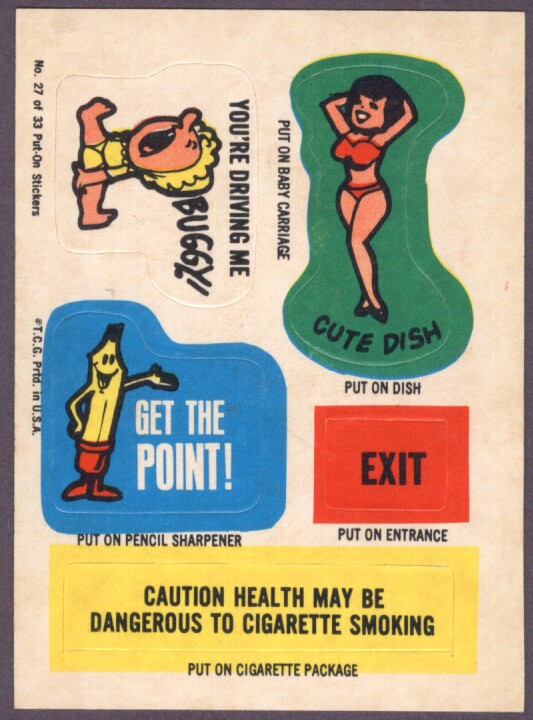 No. 27 of 33 Put-On Stickers
©T.C.G. Prtd. in U.S.A.
YOU'RE DRIVING ME
BUGGY!
PUT ON BABY CARRIAGE
CUTE DISH
PUT ON DISH
GET THE
POINT!
PUT ON PENCIL SHARPENER
EXIT
PUT ON ENTRANCE
CAUTION HEALTH MAY BE
DANGEROUS TO CIGARETTE SMOKING
PUT ON CIGARETTE PACKAGE